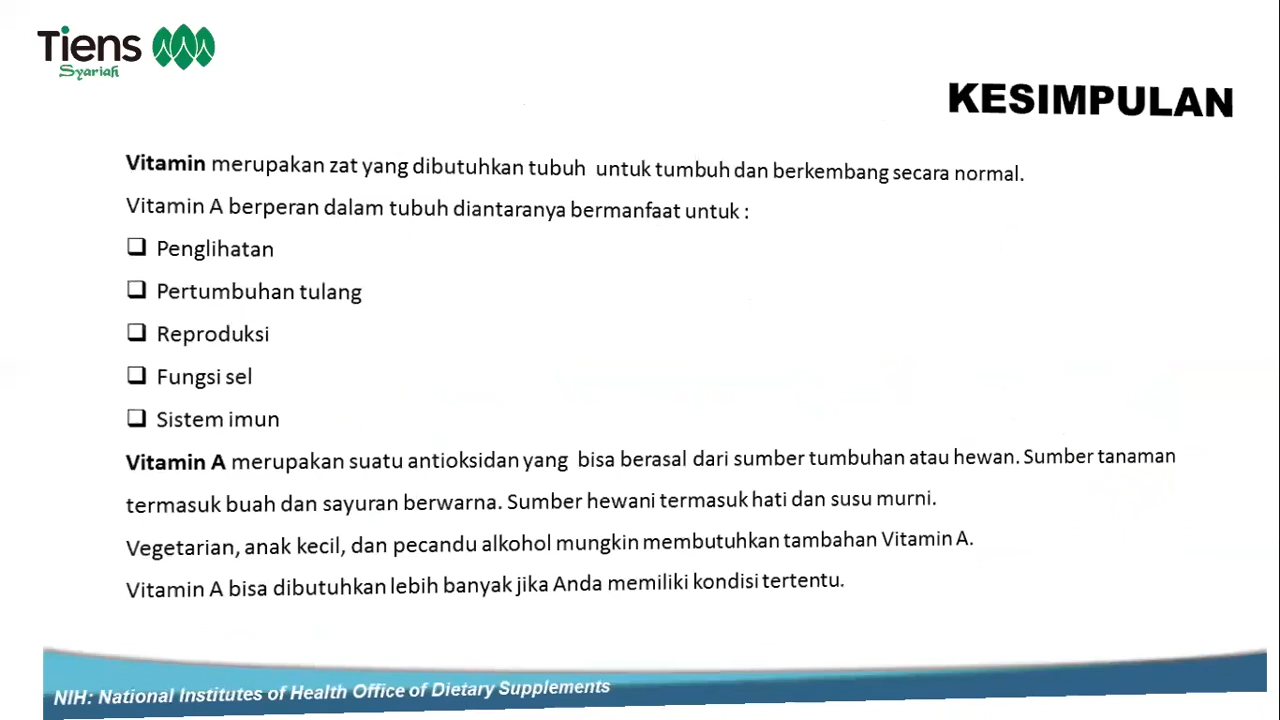 Tiens
Syariah
KESIMPULAN
Vitamin merupakan zat yang dibutuhkan tubuh untuk tumbuh dan berkembang secara normal.
Vitamin A berperan dalam tubuh diantaranya bermanfaat untuk :
Penglihatan
Pertumbuhan tulang
Reproduksi
Fungsi sel
Sistem imun
Vitamin A merupakan suatu antioksidan yang bisa berasal dari sumber tumbuhan atau hewan. Sumber tanaman
termasuk buah dan sayuran berwarna. Sumber hewani termasuk hati dan susu murni.
Vegetarian, anak kecil, dan pecandu alkohol mungkin membutuhkan tambahan Vitamin A.
Vitamin A bisa dibutuhkan lebih banyak jika Anda memiliki kondisi tertentu.
NIH: National Institutes of Health Office of Dietary Supplements